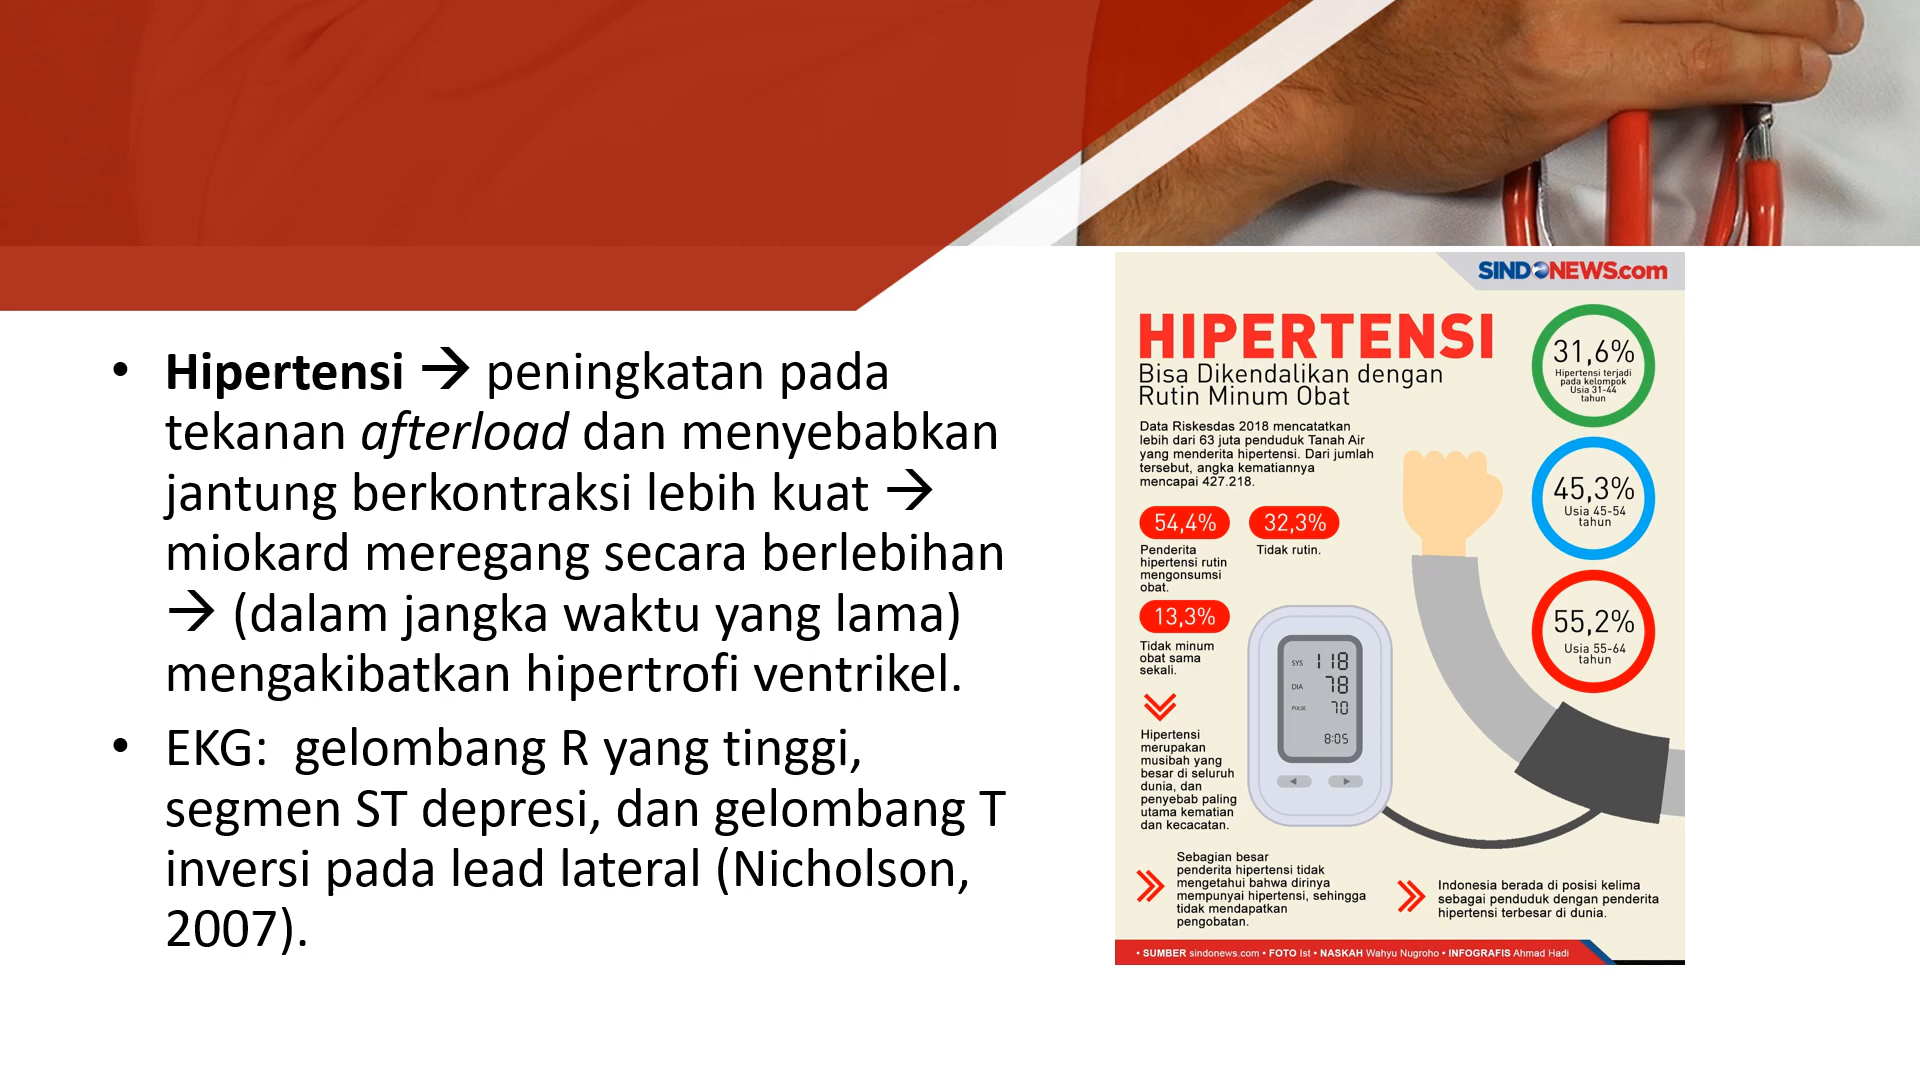 • Hipertensi → peningkatan pada
tekanan afterload dan menyebabkan
jantung berkontraksi lebih kuat →
miokard meregang secara berlebihan
→ (dalam jangka waktu yang lama)
mengakibatkan hipertrofi ventrikel.
• EKG:  gelombang R yang tinggi,
segmen ST depresi, dan gelombang T
inversi pada lead lateral (Nicholson,
2007).
SINDONEWS.com
HIPERTENSI
Bisa Dikendalikan dengan
Rutin Minum Obat
Data Riskesdas 2018 mencatatkan
lebih dari 63 juta penduduk Tanah Air
yang menderita hipertensi. Dari jumlah
tersebut, angka kematiannya
mencapai 427.218.
54,4%
Penderita
hipertensi rutin
mengonsumsi
obat.
32,3%
Tidak rutin.
13,3%
Tidak minum
obat sama
sekali.
Hipertensi
merupakan
musibah yang
besar di seluruh
dunia, dan
penyebab paling
utama kematian
dan kecacatan.
31,6%
Hipertensi terjadi
pada kelompok
Usia 31-44
tahun
45,3%
Usia 45-54
tahun
55,2%
Usia 55-64
tahun
SYS 118
DIA 78
PULSE 70
8:05
Sebagian besar
penderita hipertensi tidak
mengetahui bahwa dirinya
mempunyai hipertensi, sehingga
tidak mendapatkan
pengobatan.
Indonesia berada di posisi kelima
sebagai penduduk dengan penderita
hipertensi terbesar di dunia.
• SUMBER sindonews.com • FOTO Ist • NASKAH Wahyu Nugroho • INFOGRAFIS Ahmad Hadi